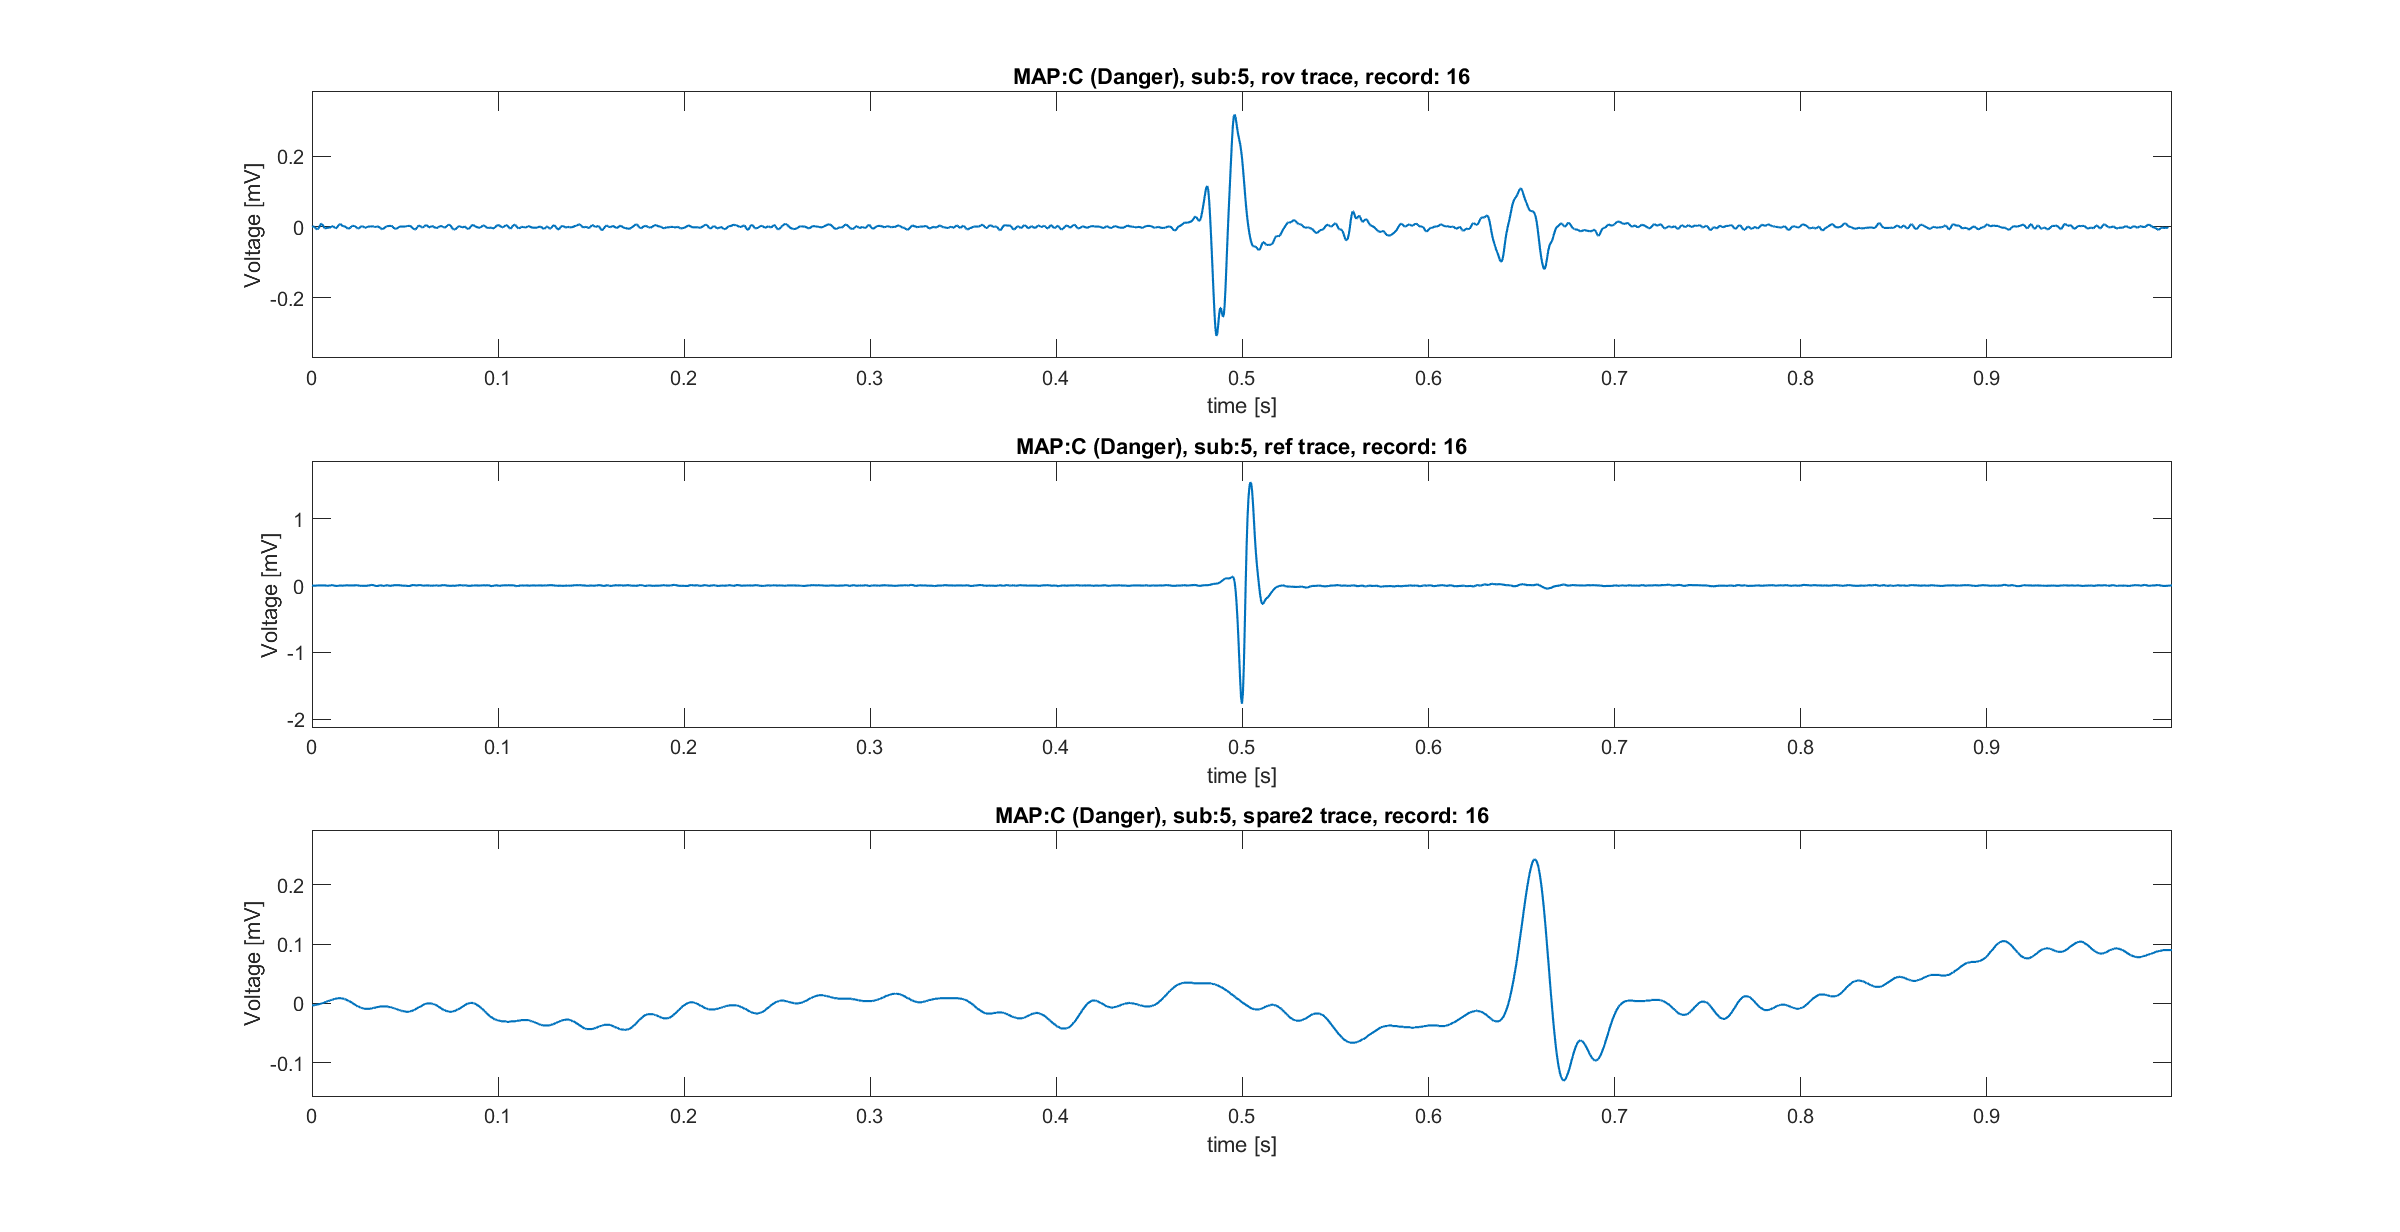 MAP:C (Danger), sub:5, rov trace, record: 16
Voltage [mV]
0.2
0
-0.2
0 0.1 0.2 0.3 0.4 0.5 0.6 0.7 0.8 0.9
time [s]
MAP:C (Danger), sub:5, ref trace, record: 16
Voltage [mV]
1
0
-1
-2
0 0.1 0.2 0.3 0.4 0.5 0.6 0.7 0.8 0.9
time [s]
MAP:C (Danger), sub:5, spare2 trace, record: 16
Voltage [mV]
0.2
0.1
0
-0.1
0 0.1 0.2 0.3 0.4 0.5 0.6 0.7 0.8 0.9
time [s]